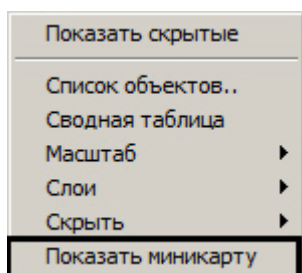 Показать скрытые
Список объектов..
Сводная таблица
Масштаб
Слои
Скрыть
Показать миникарту